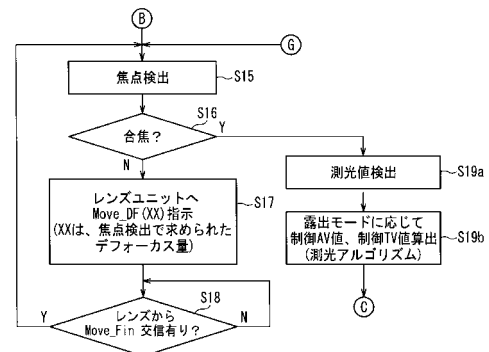 B
G
焦点検出
S15
合焦?
S16
Y
N
レンズユニットへ
Move_DF(XX)指示
(XXは、焦点検出で求められた
デフォーカス量)
S17
測光値検出
S19a
露出モードに応じて
制御AV値、制御TV値算出
(測光アルゴリズム)
S19b
C
レンズから
Move_Fin 交信有り?
S18
Y
N